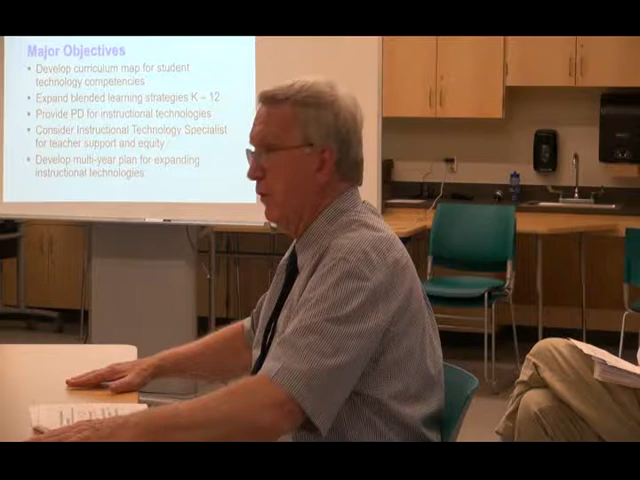 Major Objectives
• Develop curriculum map for student
technology competencies
• Expand blended learning strategies K – 12
• Provide PD for instructional technologies
• Consider Instructional Technology Specialist
for teacher support and equity
• Develop multi-year plan for expanding
instructional technologies